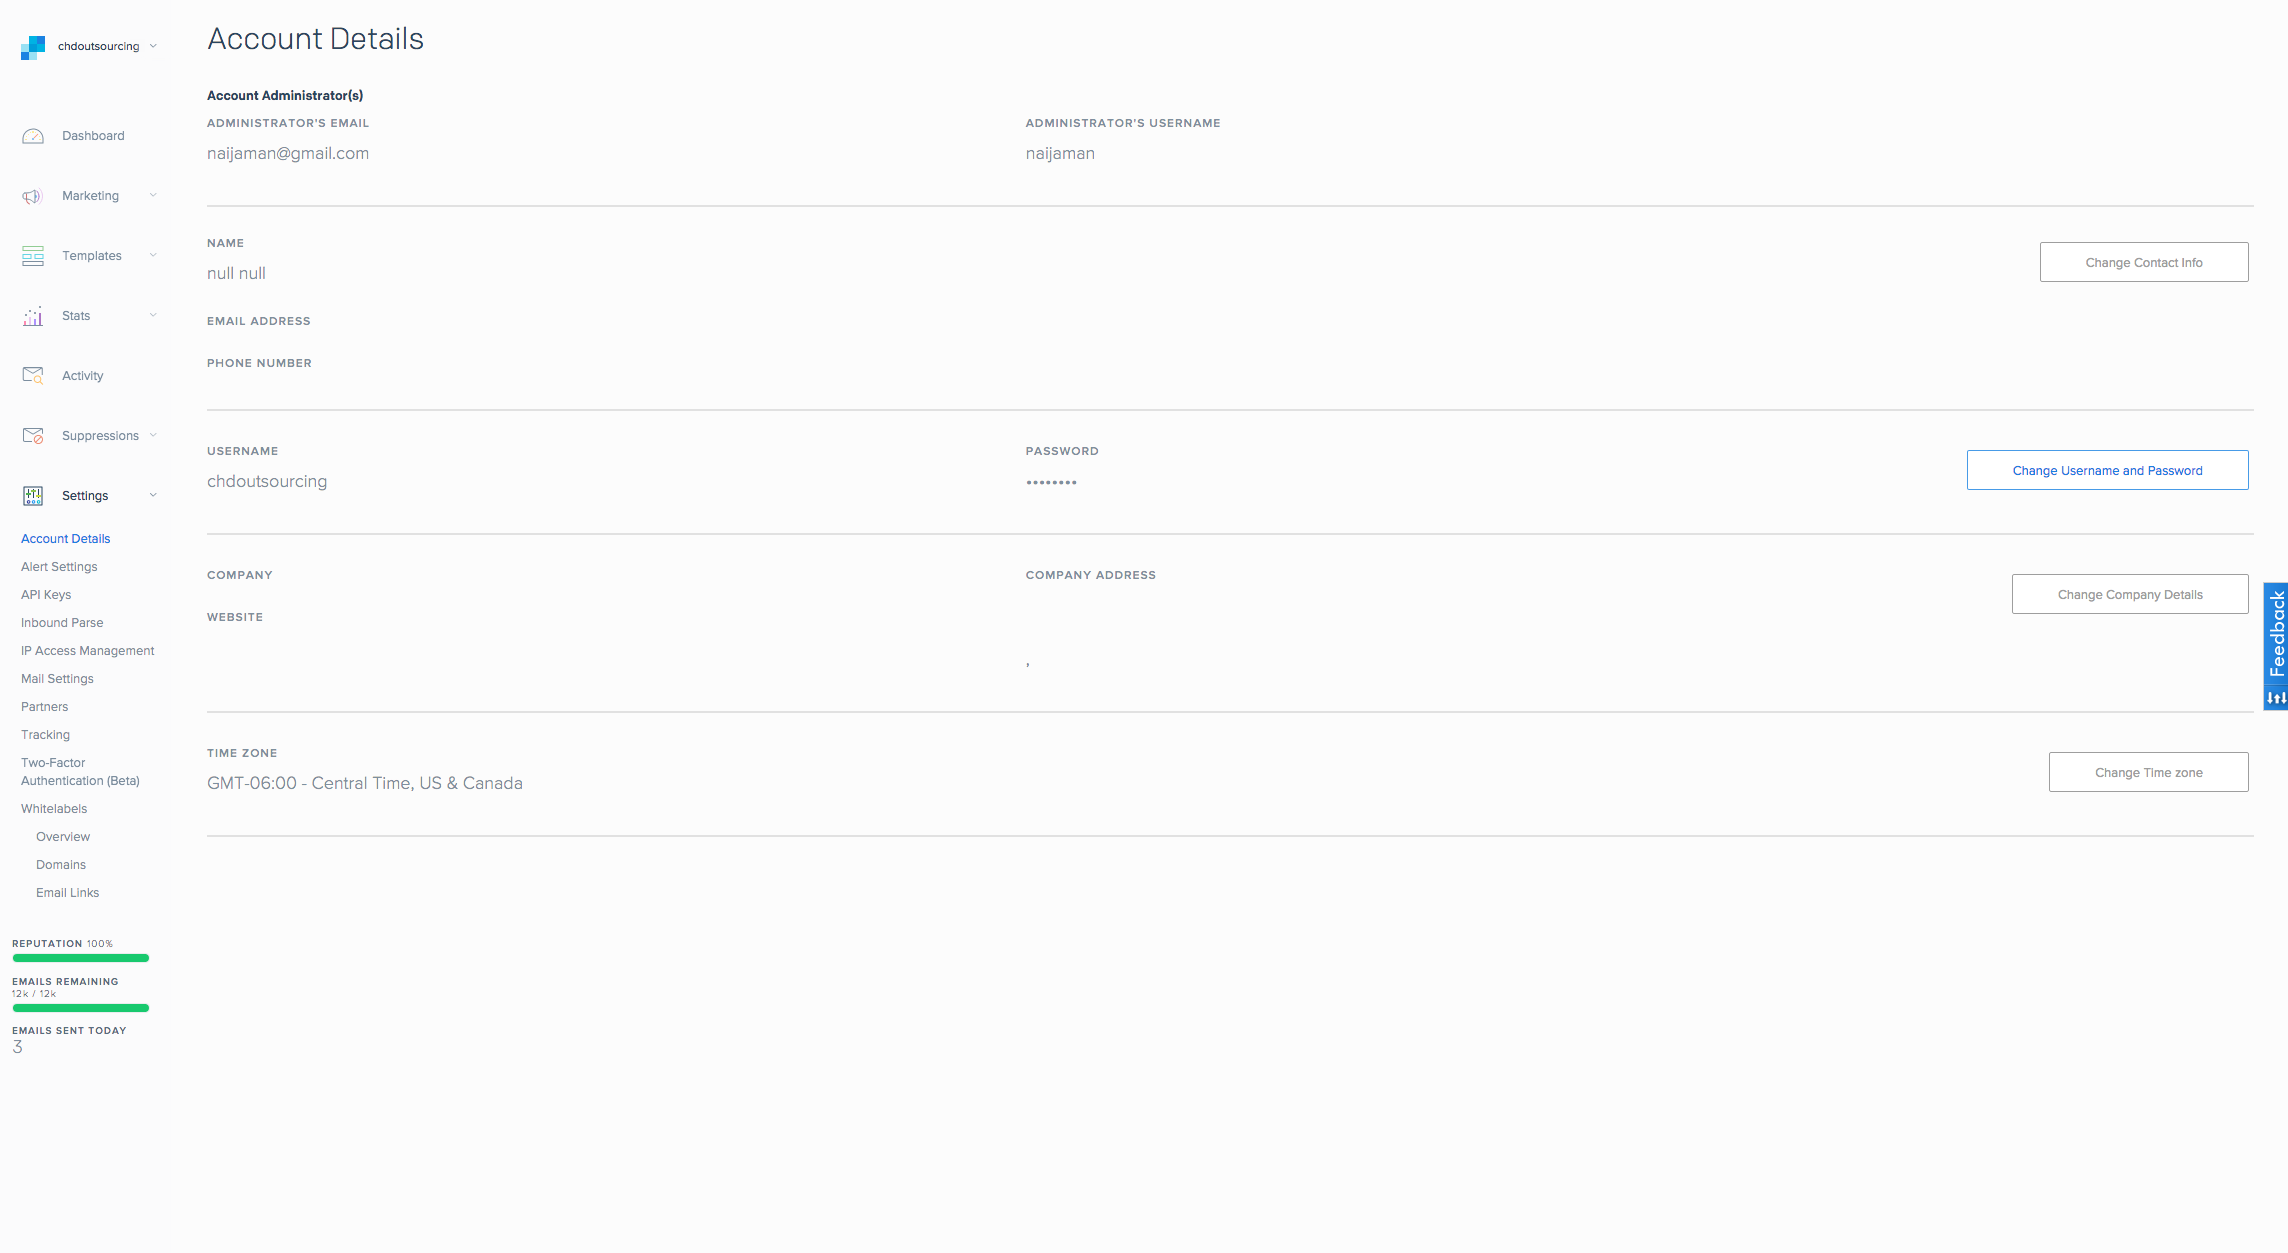 chdoutsourcing
Dashboard
Marketing
Templates
Stats
Activity
Suppressions
Settings
Account Details
Alert Settings
API Keys
Inbound Parse
IP Access Management
Mail Settings
Partners
Tracking
Two-Factor
Authentication (Beta)
Whitelabels
Overview
Domains
Email Links
REPUTATION 100%
EMAILS REMAINING
12k / 12k
EMAILS SENT TODAY
3
Account Details
Account Administrator(s)
ADMINISTRATOR'S EMAIL
naijaman@gmail.com
ADMINISTRATOR'S USERNAME
naijaman
NAME
null null
Change Contact Info
EMAIL ADDRESS
PHONE NUMBER
USERNAME
chdoutsourcing
PASSWORD
••••••••
Change Username and Password
COMPANY
COMPANY ADDRESS
Change Company Details
WEBSITE
,
TIME ZONE
GMT-06:00 - Central Time, US & Canada
Change Time zone
Feedback